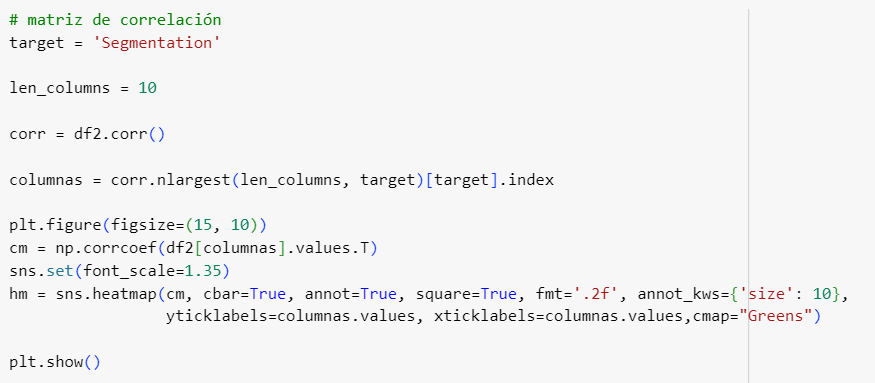 # matriz de correlación
target = 'Segmentation'
len_columns = 10
corr = df2.corr()
columnas = corr.nlargest(len_columns, target)[target].index
plt.figure(figsize=(15, 10))
cm = np.corrcoef(df2[columnas].values.T)
sns.set(font_scale=1.35)
hm = sns.heatmap(cm, cbar=True, annot=True, square=True, fmt='.2f', annot_kws={'size': 10},
yticklabels=columnas.values, xticklabels=columnas.values,cmap="Greens")
plt.show()